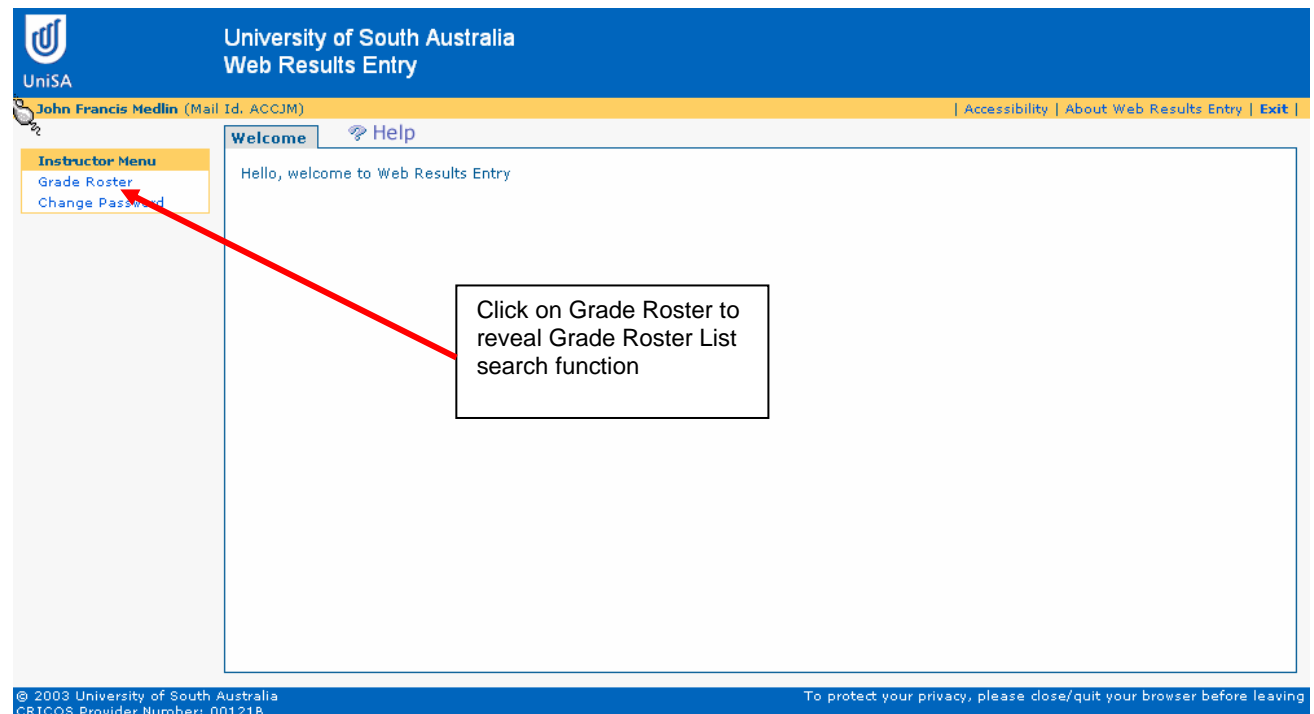 University of South Australia
Web Results Entry
UniSA
John Francis Medlin (Mail Id. ACCJM)
| Accessibility | About Web Results Entry | Exit |
Welcome
Help
Instructor Menu
Grade Roster
Change Password
Hello, welcome to Web Results Entry
Click on Grade Roster to
reveal Grade Roster List
search function
© 2003 University of South Australia
To protect your privacy, please close/quit your browser before leaving
CRICOS Provider Number: 00121B